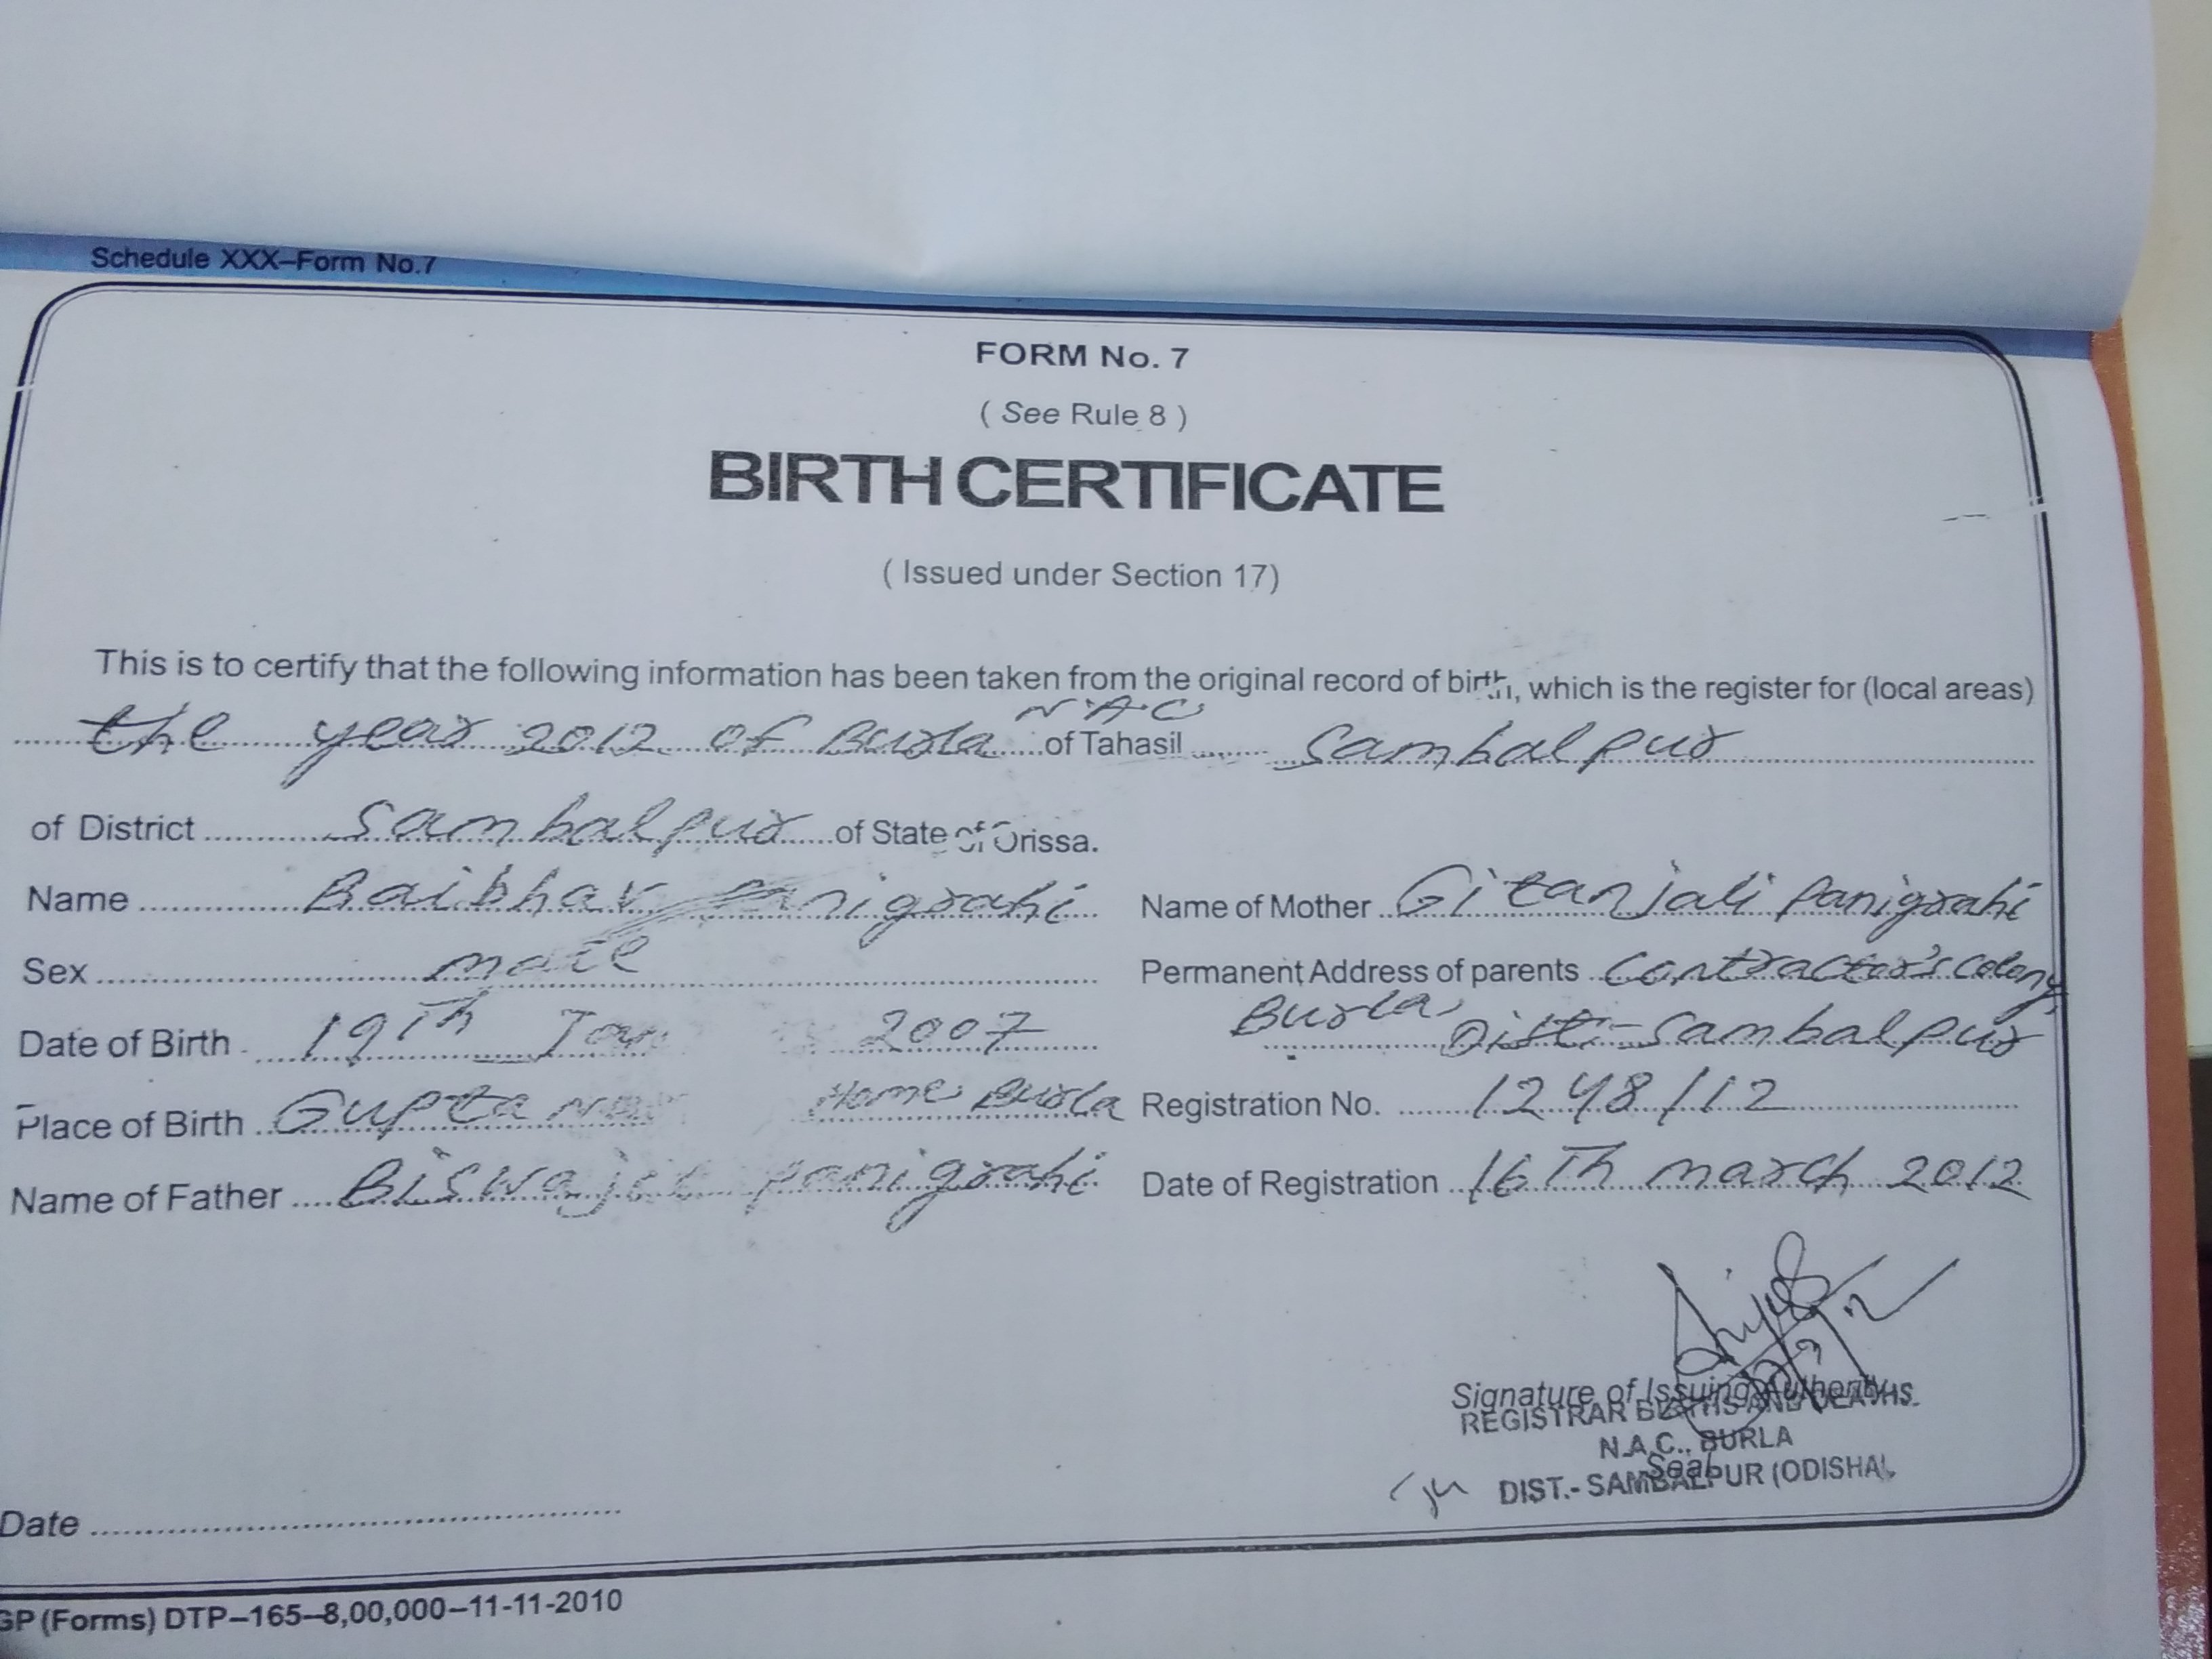 Schedule XXX–Form No.7
FORM No. 7
( See Rule 8 )
BIRTH CERTIFICATE
( Issued under Section 17)
This is to certify that the following information has been taken from the original record of birth, which is the register for (local areas)
the year 2012 of Burla N.A.C of Tahasil Sambalpur
of District Sambalpur of State of Orissa.
Name Baibhav Panigrahi
Name of Mother Gitanjali Panigrahi
Sex male
Permanent Address of parents Contractor's Colony,
Date of Birth 19Th Jan 2007
Burla, Dist:- Sambalpur
Place of Birth Gupta Home Burla
Registration No. 1248/12
Name of Father Biswajit Panigrahi
Date of Registration 16Th march 2012
Signature of Issuing Authority
REGISTRAR BIRTHS AND DEATHS.
N.A.C., BURLA
Seal
DIST.- SAMBALPUR (ODISHA)
Date
GP (Forms) DTP–165–8,00,000–11-11-2010